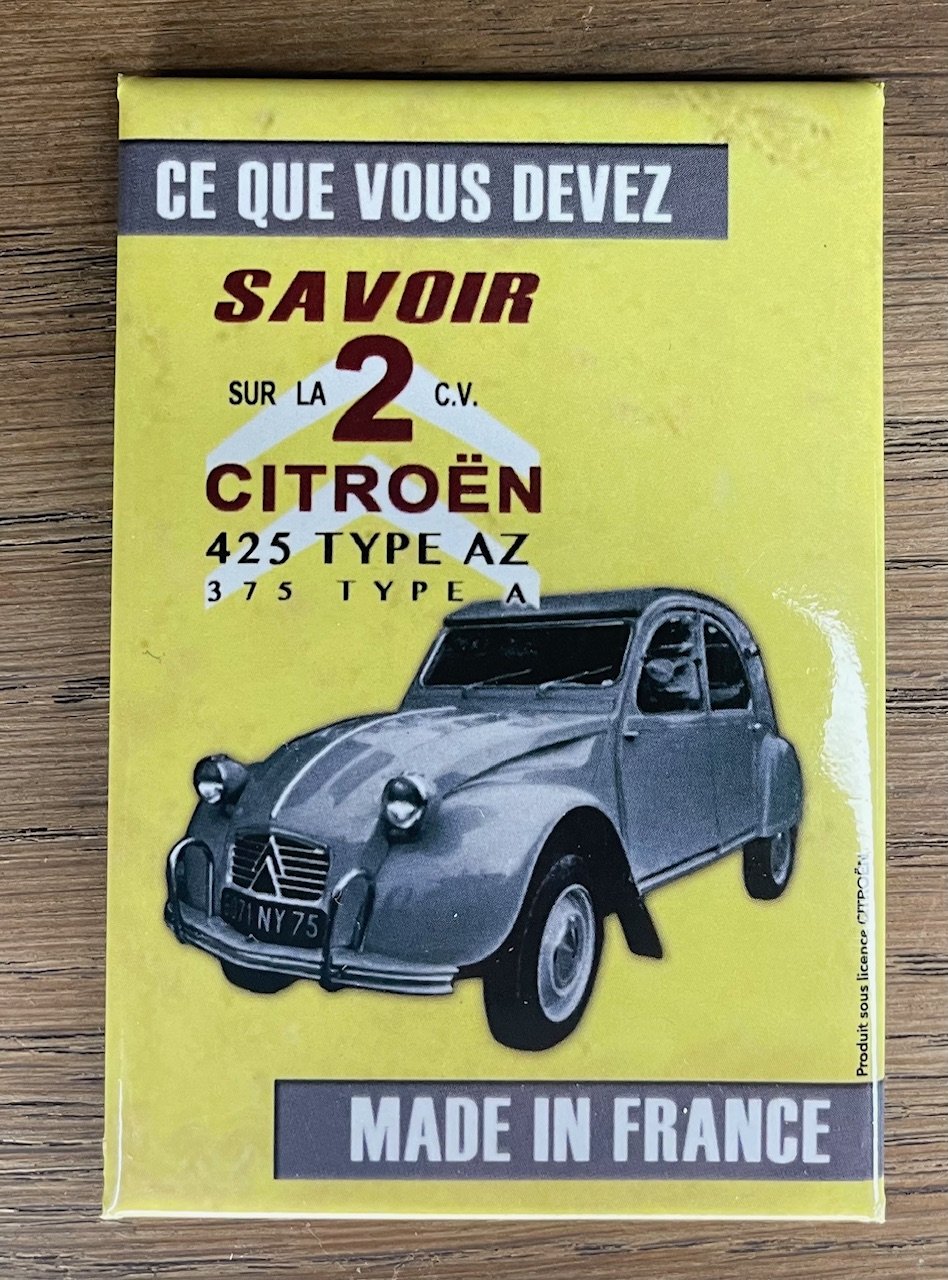 CE QUE VOUS DEVEZ
SAVOIR
SUR LA 2 C.V.
CITROËN
425 TYPE AZ
375 TYPE A
NY 75
Produit sous licence CITROËN
MADE IN FRANCE